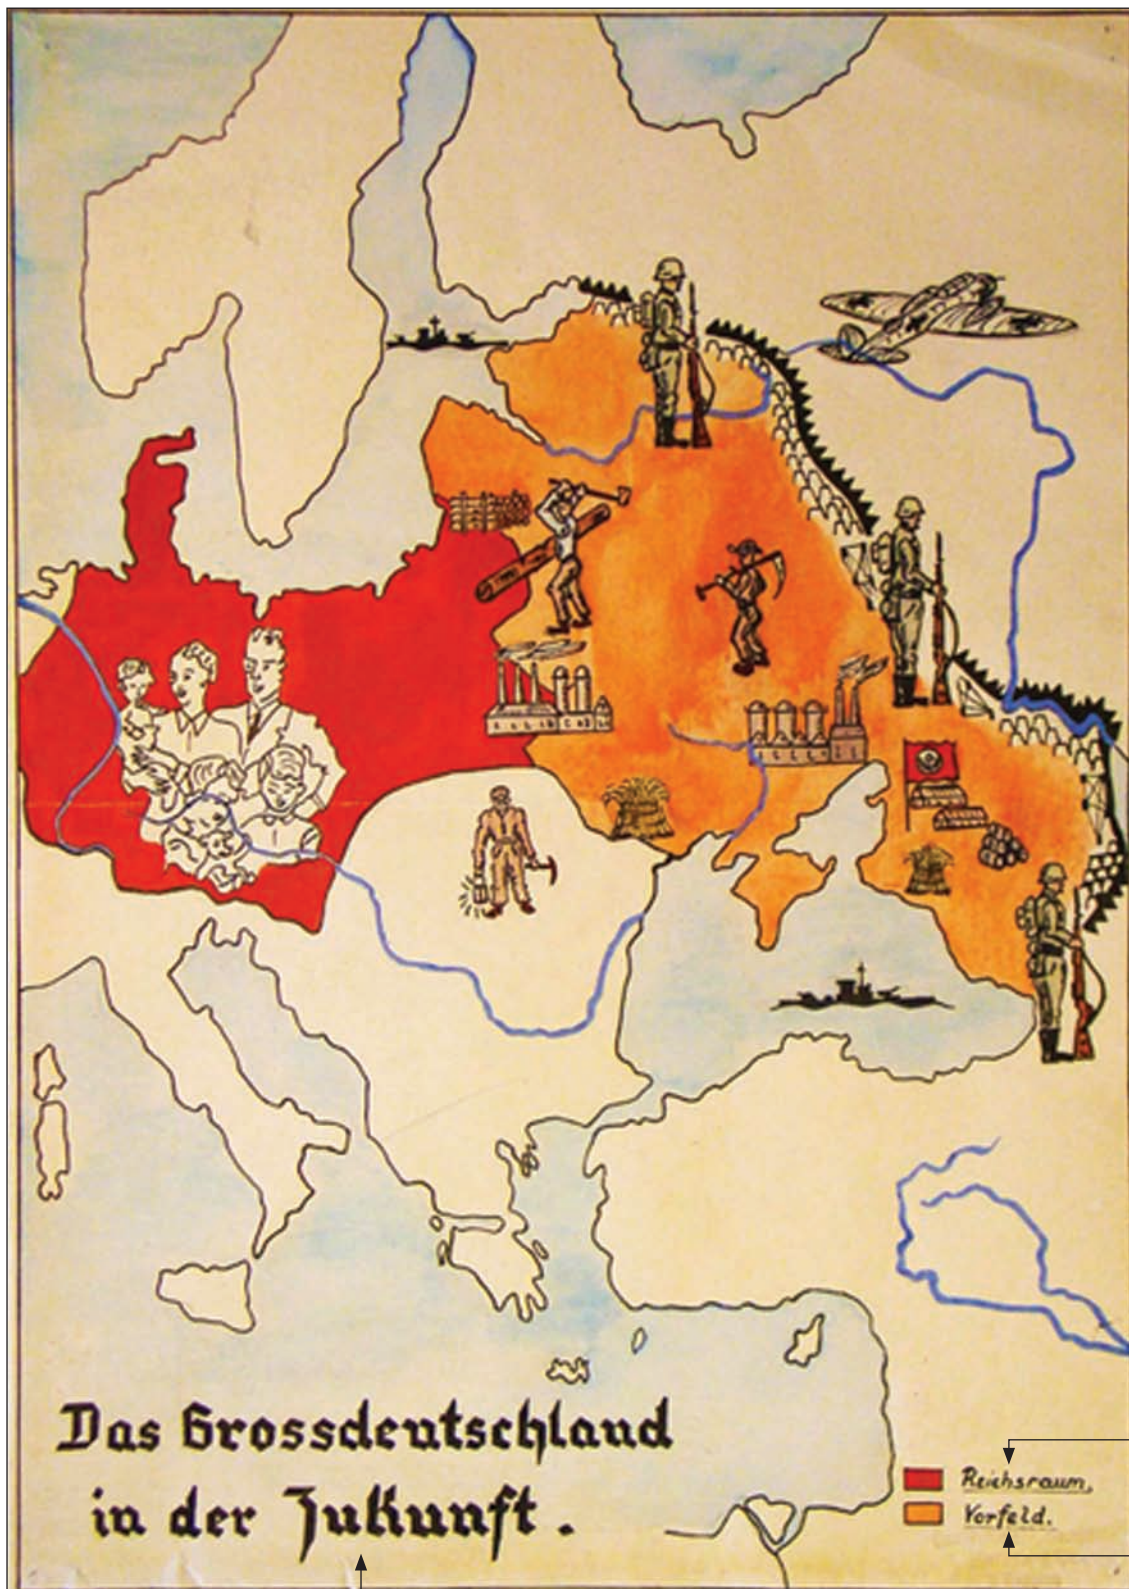 Das Grossdeutschland
in der Zukunft.
Reichsraum,
Vorfeld.